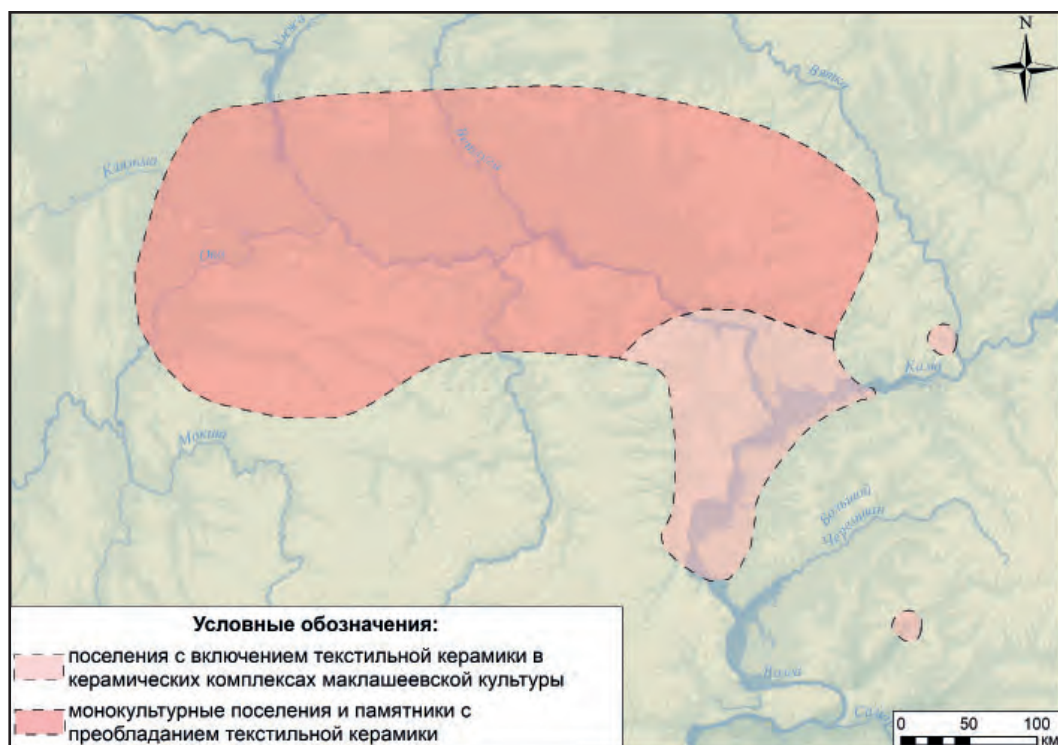 N
Унжа
Вятка
Ветлуга
Клязьма
Ока
Кама
Мокша
Большой
Черемшан
Волга
Условные обозначения:
поселения с включением текстильной керамики в
керамических комплексах маклашеевской культуры
монокультурные поселения и памятники с
преобладанием текстильной керамики
0 50 100
КМ